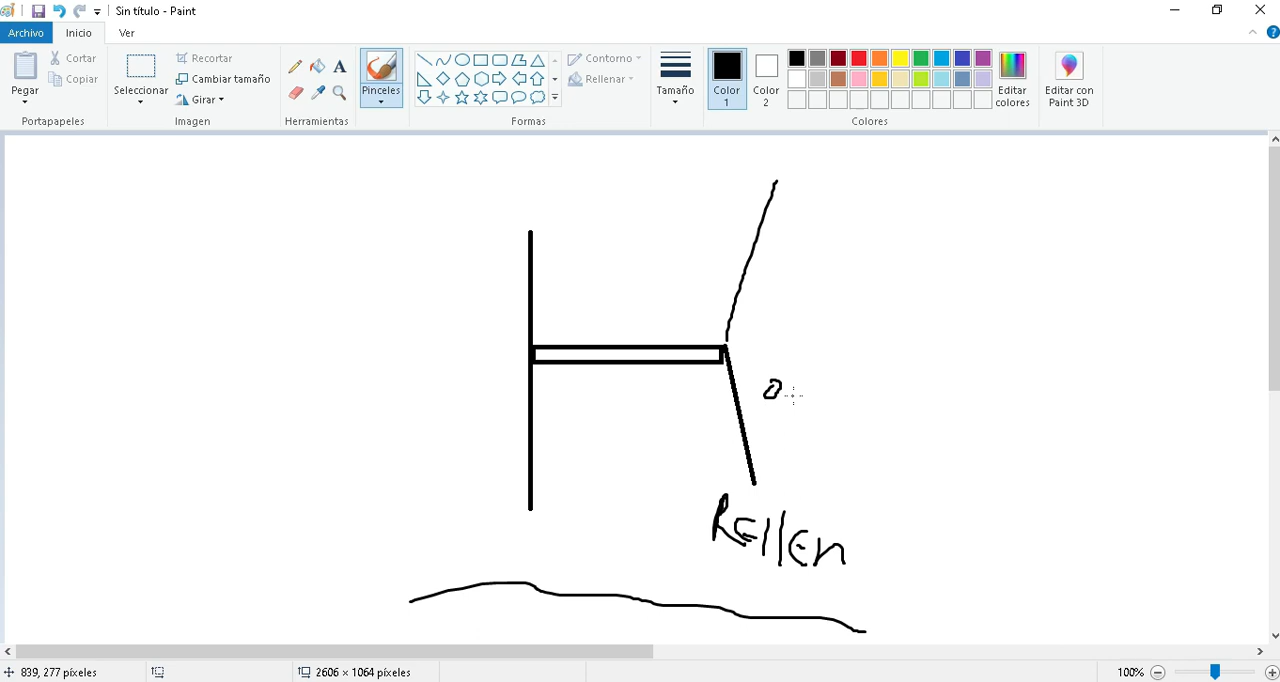 Sin título - Paint
Archivo Inicio Ver
Pegar
Cortar
Copiar
Portapapeles
Seleccionar
Recortar
Cambiar tamaño
Girar
Imagen
A
Herramientas
Pinceles
Contorno
Rellenar
Formas
Tamaño
Color
1
Color
2
Editar
colores
Colores
Editar con
Paint 3D
RELLEn
839, 277 píxeles
2606 × 1064 píxeles
100%